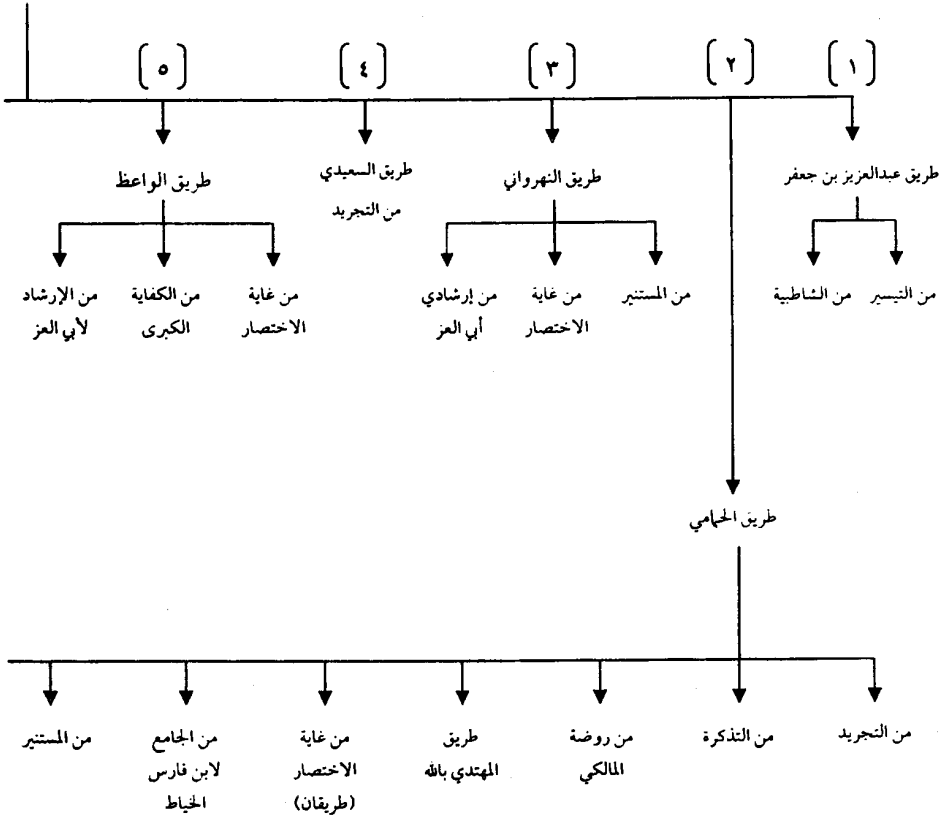 (١) (٢) (٣) (٤) (٥)
طريق عبدالعزيز بن جعفر
من التيسير
من الشاطبية
طريق الحمامي
من التجريد
من التذكرة
من روضة
المالكي
طريق
المهتدي بالله
من غاية
الاختصار
(طريقان)
من الجامع
لابن فارس
الخياط
من المستنير
طريق النهرواني
من المستنير
من غاية
الاختصار
من إرشادي
أبي العز
طريق السعيدي
من التجريد
طريق الواعظ
من غاية
الاختصار
من الكفاية
الكبرى
من الإرشاد
لأبي العز